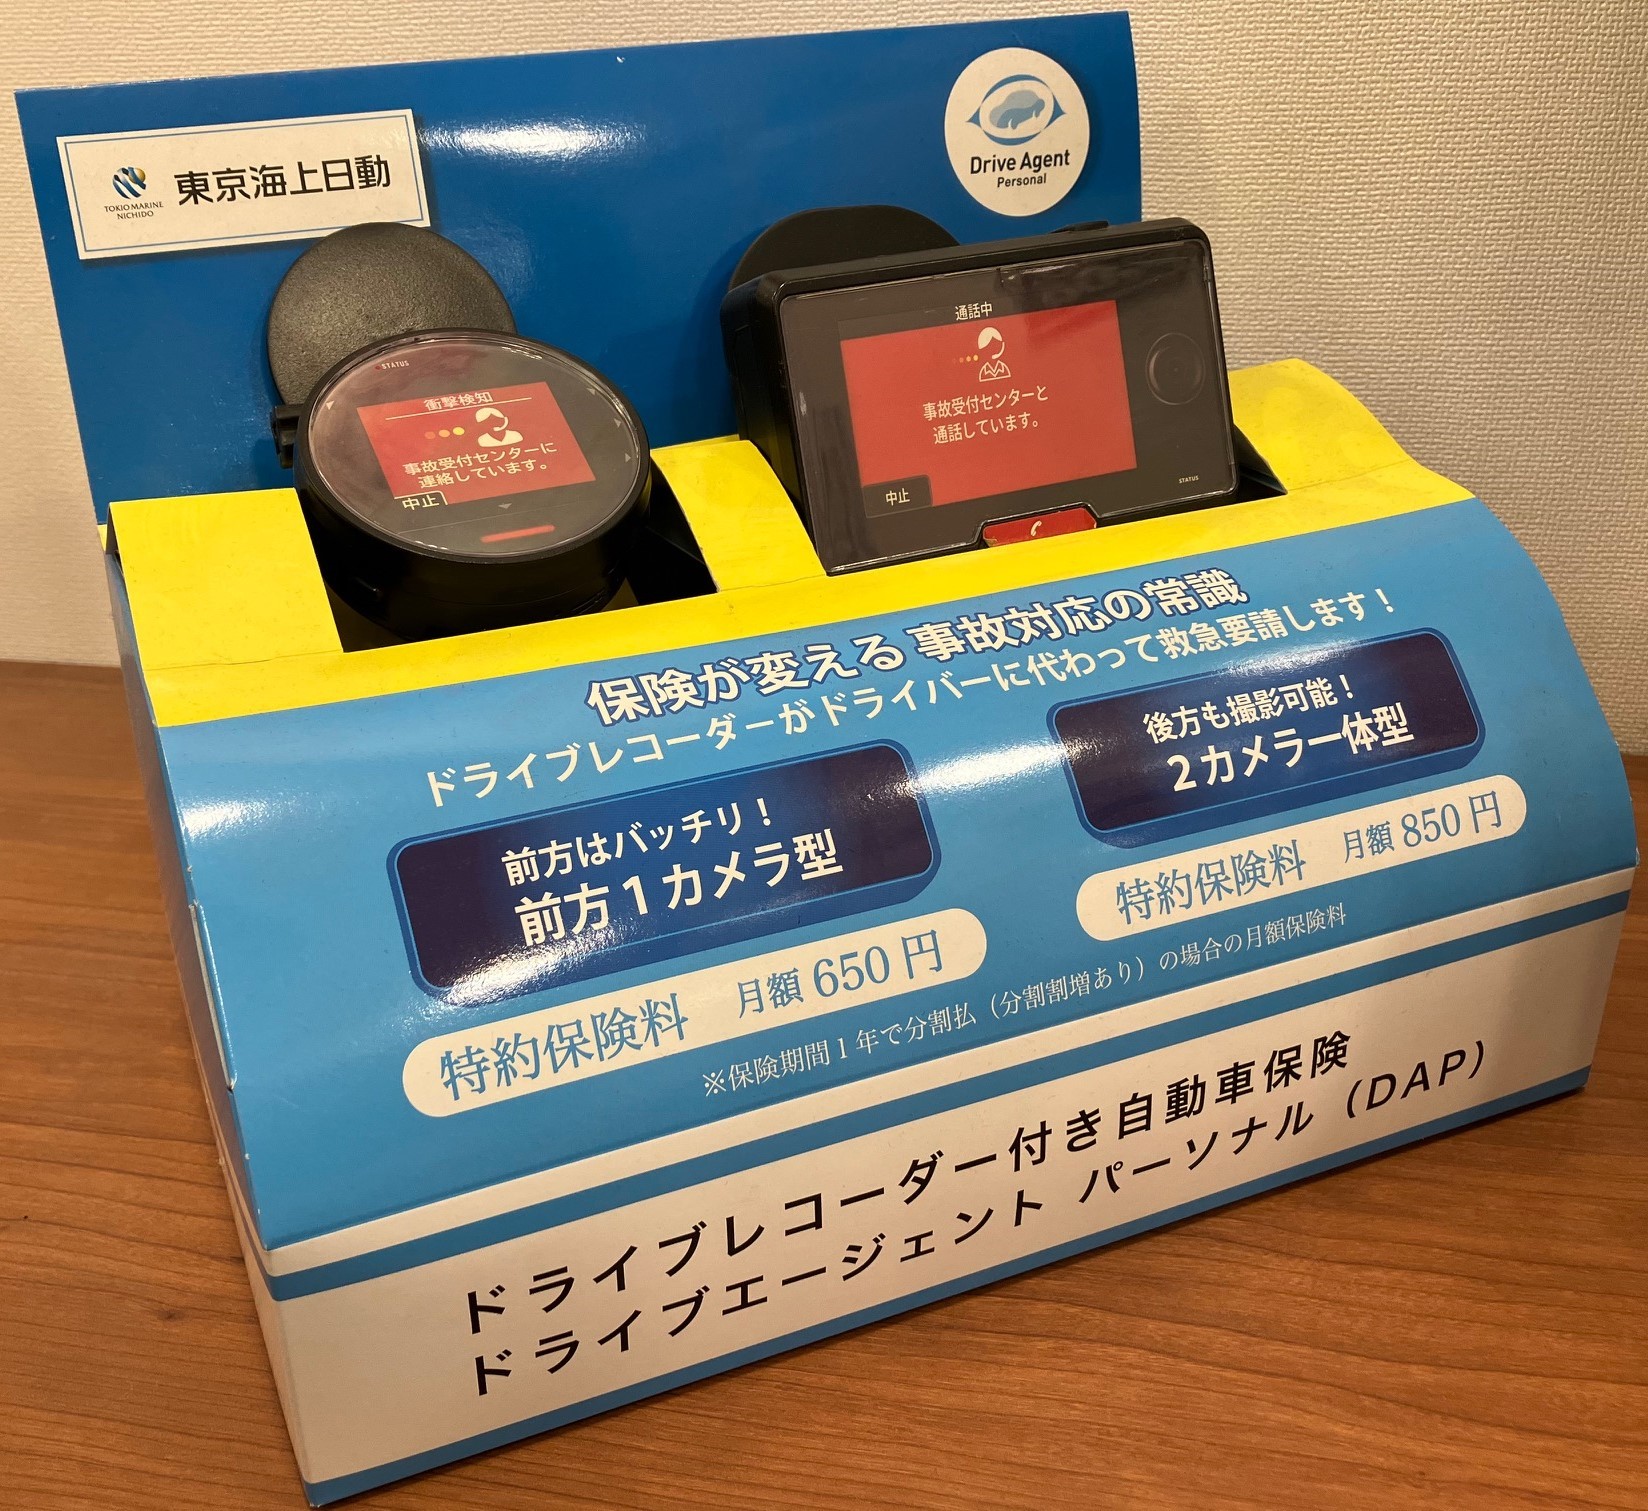 TOKIO MARINE
NICHIDO
東京海上日動
Drive Agent
Personal
STATUS
衝撃検知
事故受付センターに
連絡しています。
中止
通話中
事故受付センターと
通話しています。
中止
STATUS
保険が変える 事故対応の常識
ドライブレコーダーがドライバーに代わって救急要請します！
前方はバッチリ！
前方１カメラ型
特約保険料 月額 650 円
後方も撮影可能！
２カメラ一体型
特約保険料 月額 850 円
※保険期間１年で分割払（分割割増あり）の場合の月額保険料
ドライブレコーダー付き自動車保険
ドライブエージェント パーソナル（DAP）